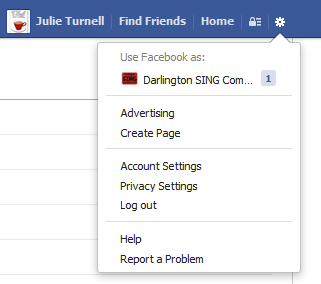 Julie Turnell Find Friends Home
Use Facebook as:
SING Darlington SING Com... 1
Advertising
Create Page
Account Settings
Privacy Settings
Log out
Help
Report a Problem